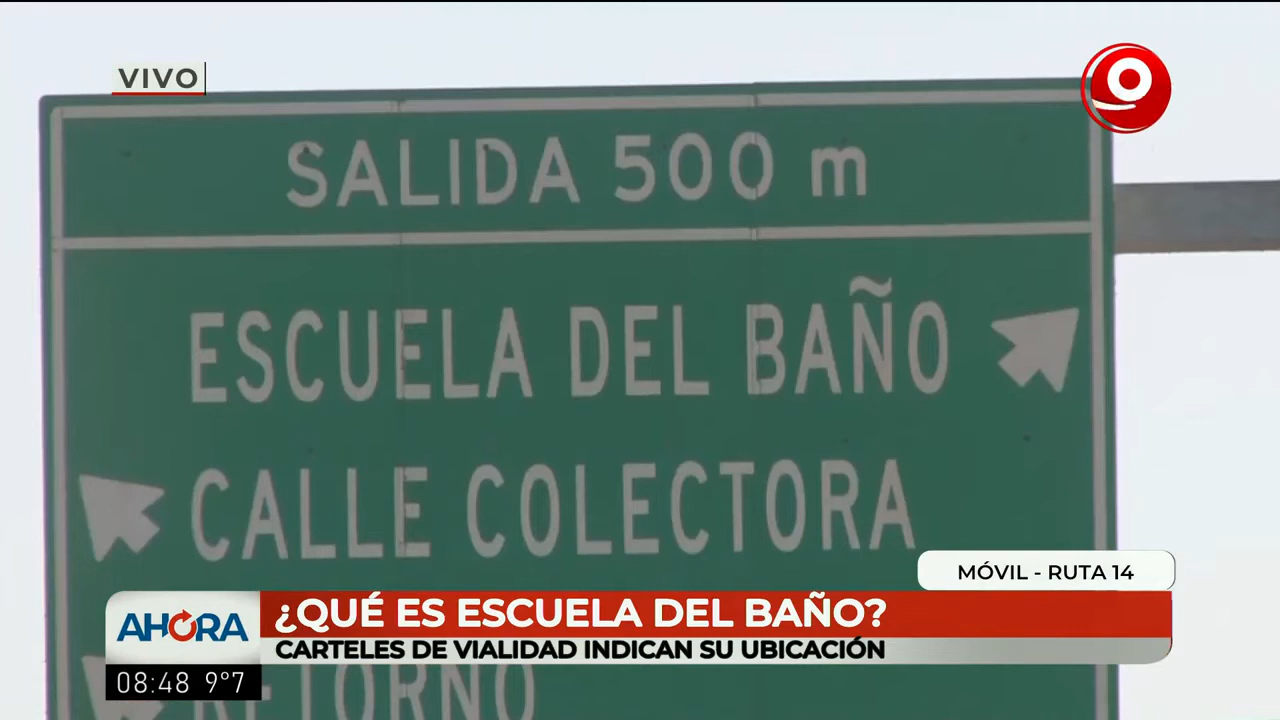 VIVO
SALIDA 500 m
ESCUELA DEL BAÑO
CALLE COLECTORA
MÓVIL - RUTA 14
¿QUÉ ES ESCUELA DEL BAÑO?
AHORA
CARTELES DE VIALIDAD INDICAN SU UBICACIÓN
RETORNO
08:48 9°7